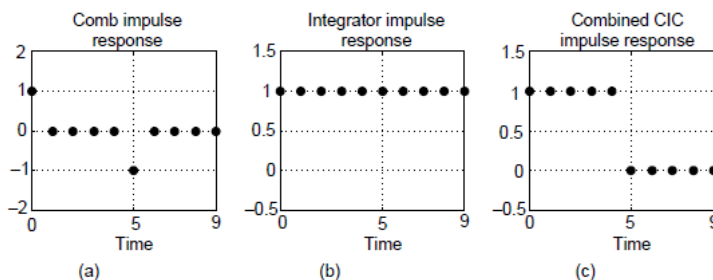 Comb impulse
response
2
1
0
–1
–2
0 5 9
Time
(a)
Integrator impulse
response
1.5
1
0.5
0
–0.5
0 5 9
Time
(b)
Combined CIC
impulse response
1.5
1
0.5
0
–0.5
0 5 9
Time
(c)